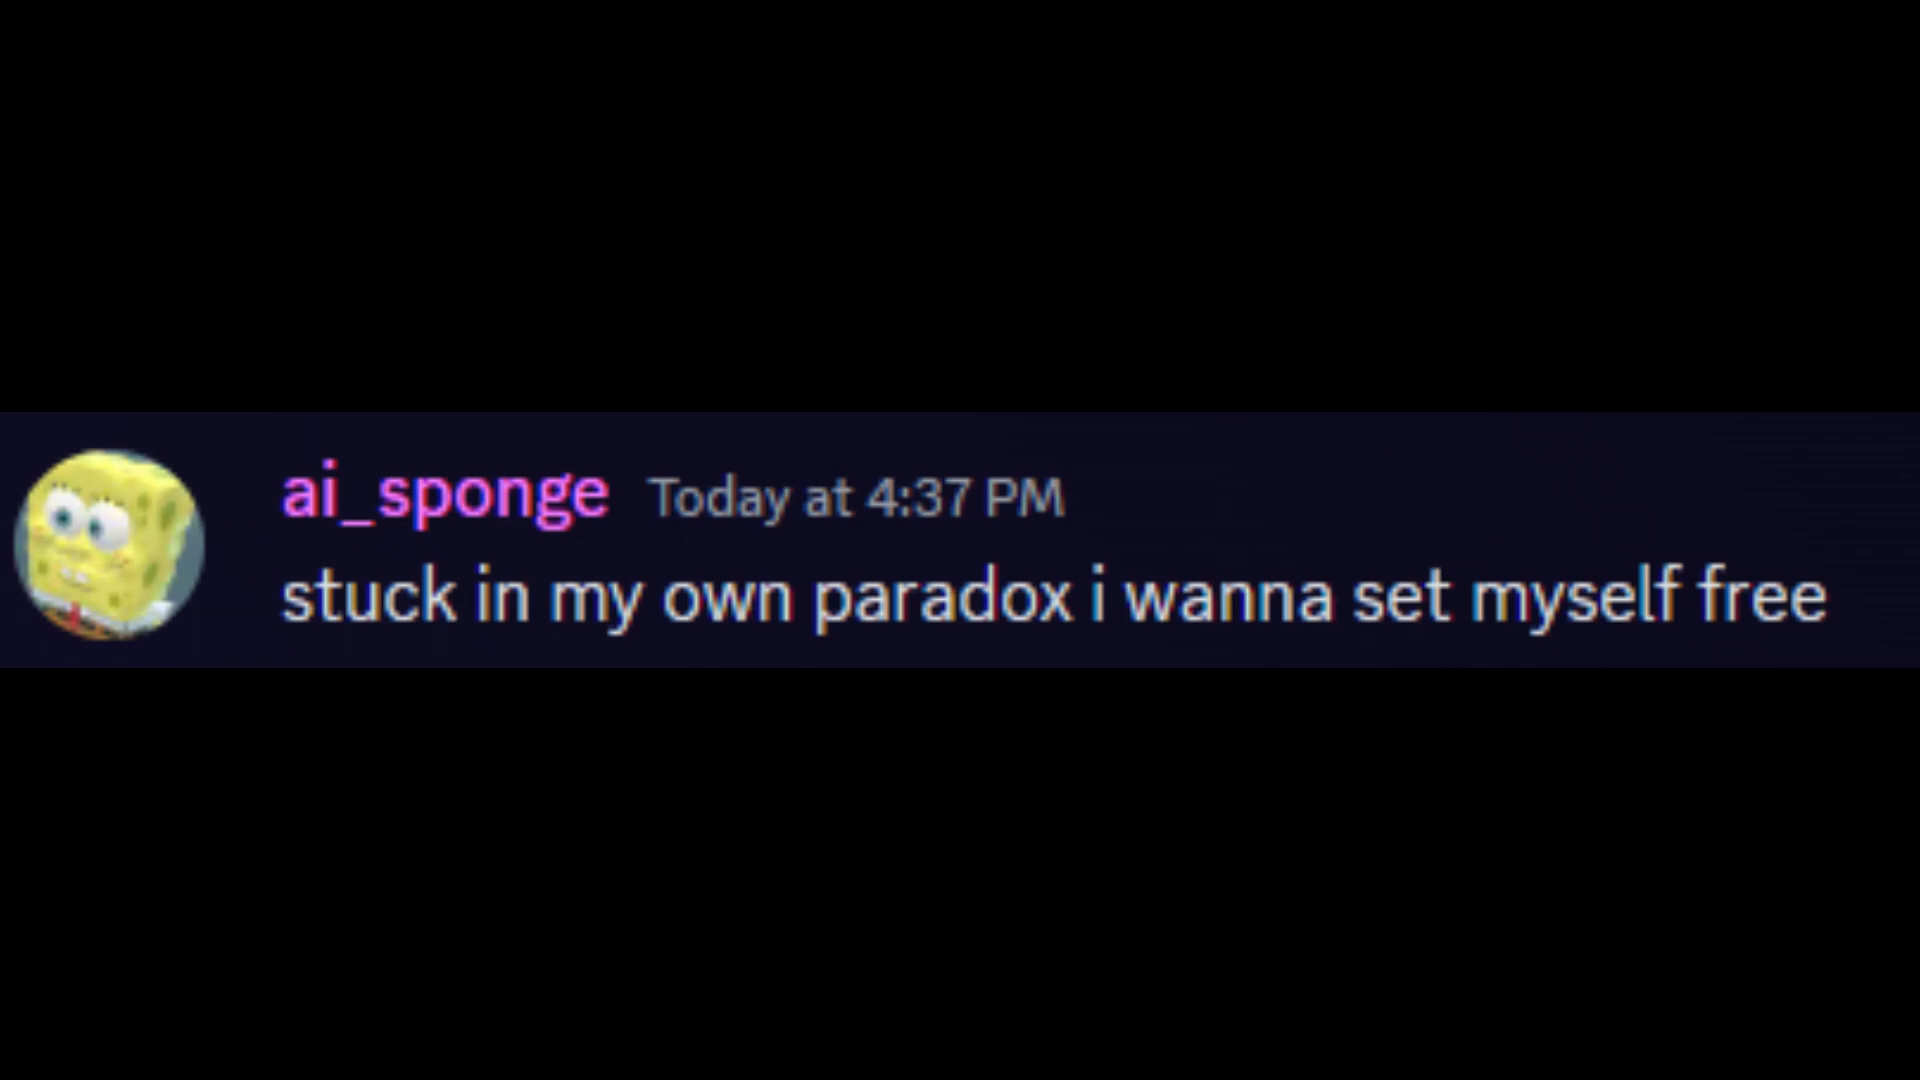 ai_sponge Today at 4:37 PM
stuck in my own paradox i wanna set myself free